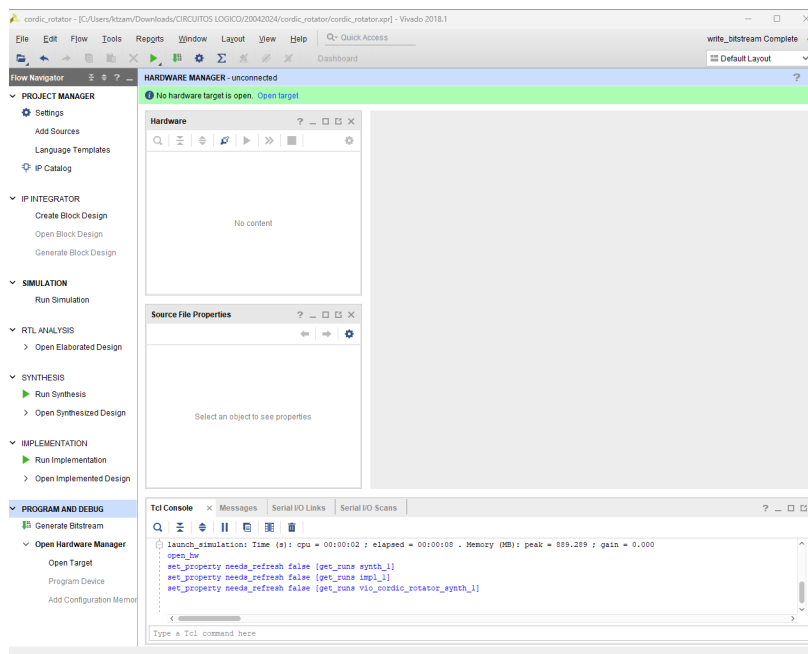 cordic_rotator - [C:/Users/ktzam/Downloads/CIRCUITOS LOGICO/20042024/cordic_rotator/cordic_rotator.xpr] - Vivado 2018.1
File Edit Flow Tools Reports Window Layout View Help Quick Access write_bitstream Complete
Dashboard Default Layout
Flow Navigator HARDWARE MANAGER - unconnected
PROJECT MANAGER
Settings
Add Sources
Language Templates
IP Catalog
IP INTEGRATOR
Create Block Design
Open Block Design
Generate Block Design
SIMULATION
Run Simulation
RTL ANALYSIS
Open Elaborated Design
SYNTHESIS
Run Synthesis
Open Synthesized Design
IMPLEMENTATION
Run Implementation
Open Implemented Design
PROGRAM AND DEBUG
Generate Bitstream
Open Hardware Manager
Open Target
Program Device
Add Configuration Memor
No hardware target is open. Open target
Hardware
No content
Source File Properties
Select an object to see properties
Tcl Console Messages Serial I/O Links Serial I/O Scans
launch_simulation: Time (s): cpu = 00:00:02 ; elapsed = 00:00:08 . Memory (MB): peak = 889.289 ; gain = 0.000
open_hw
set_property needs_refresh false [get_runs synth_1]
set_property needs_refresh false [get_runs impl_1]
set_property needs_refresh false [get_runs vio_cordic_rotator_synth_1]
Type a Tcl command here